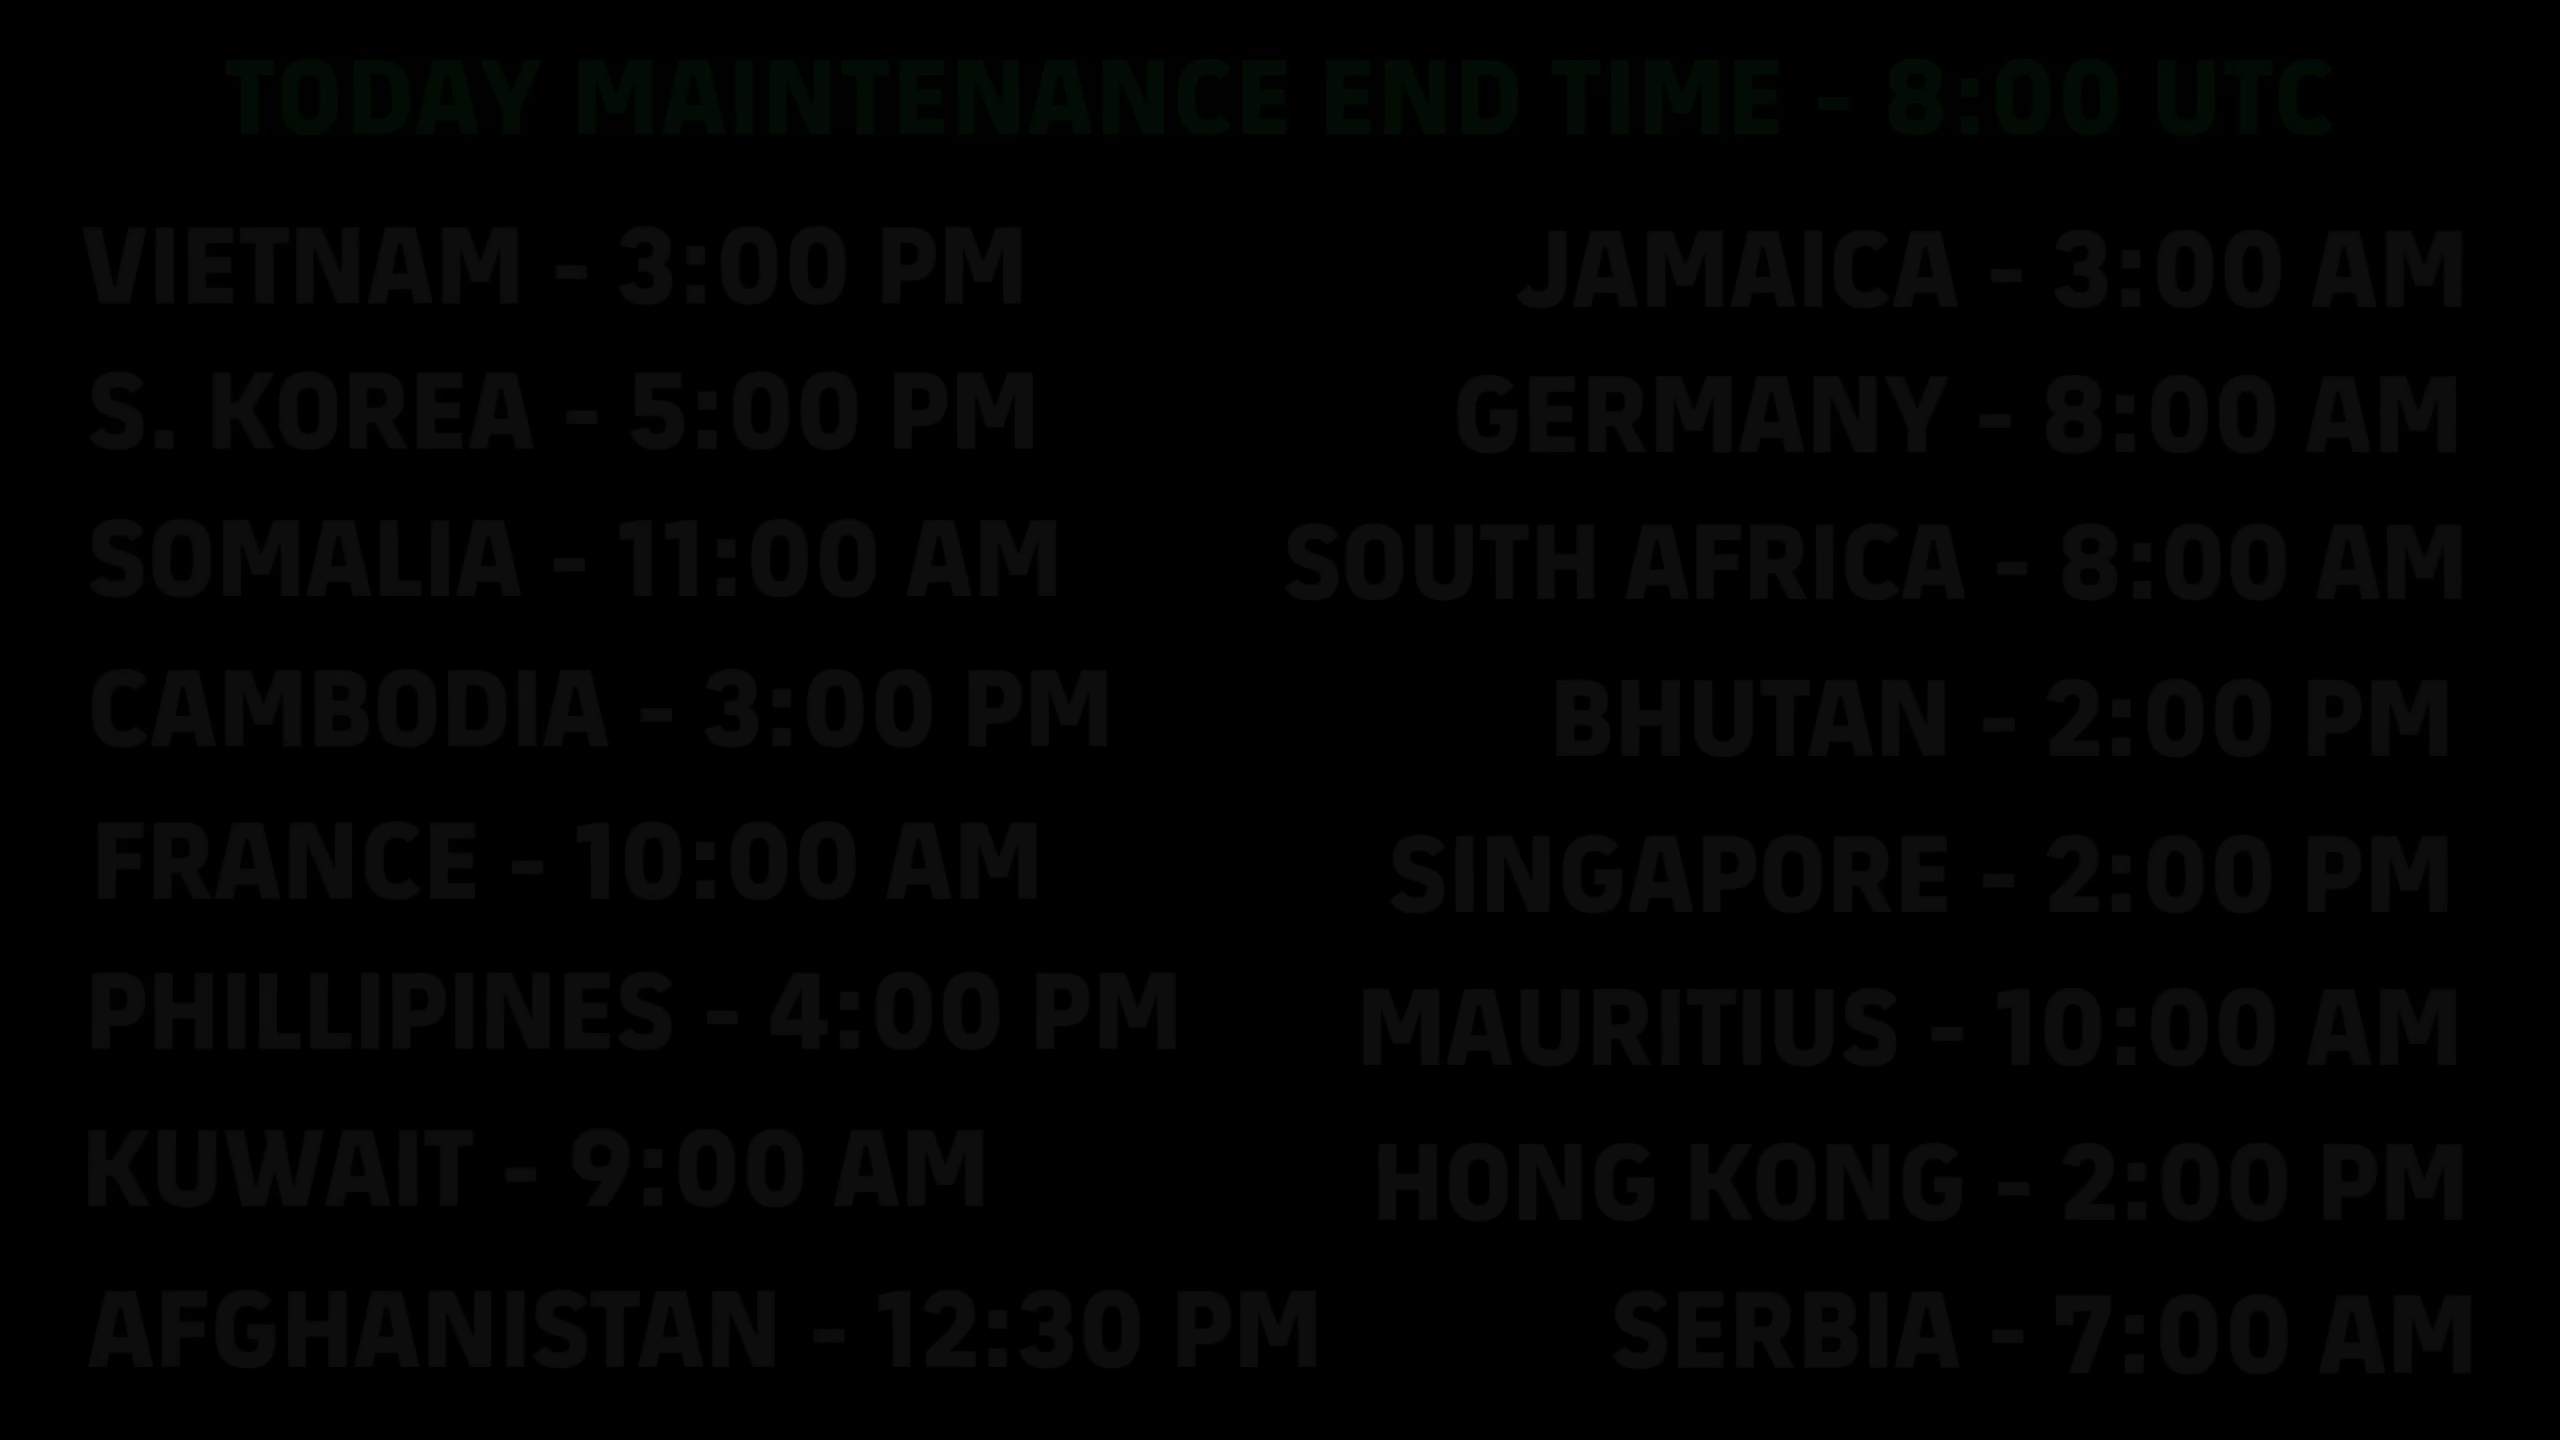 TODAY MAINTENANCE END TIME - 8:00 UTC
VIETNAM - 3:00 PM
S. KOREA - 5:00 PM
SOMALIA - 11:00 AM
CAMBODIA - 3:00 PM
FRANCE - 10:00 AM
PHILLIPINES - 4:00 PM
KUWAIT - 9:00 AM
AFGHANISTAN - 12:30 PM
JAMAICA - 3:00 AM
GERMANY - 8:00 AM
SOUTH AFRICA - 8:00 AM
BHUTAN - 2:00 PM
SINGAPORE - 2:00 PM
MAURITIUS - 10:00 AM
HONG KONG - 2:00 PM
SERBIA - 7:00 AM